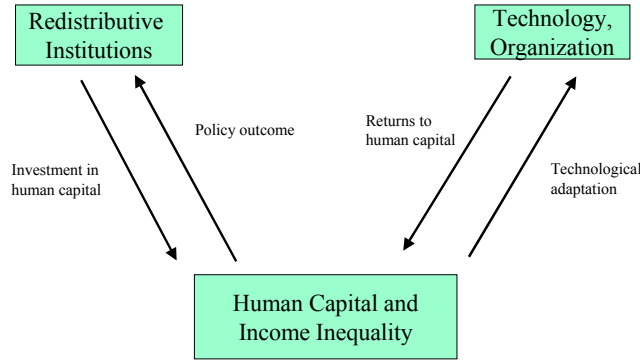 Redistributive
Institutions
Technology,
Organization
Policy outcome
Returns to
human capital
Investment in
human capital
Technological
adaptation
Human Capital and
Income Inequality